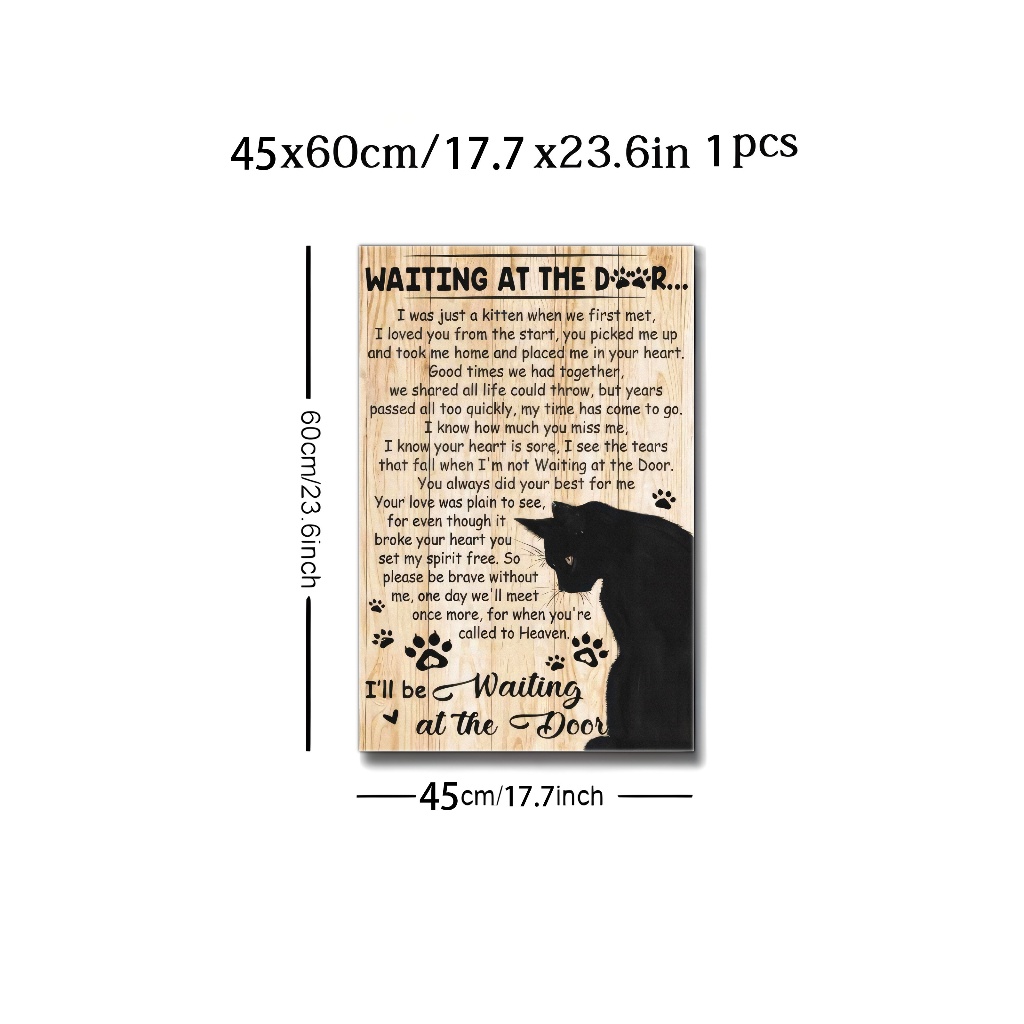 45x60cm/17.7 x23.6in 1pcs
WAITING AT THE DOOR...
I was just a kitten when we first met,
I loved you from the start, you picked me up
and took me home and placed me in your heart.
Good times we had together,
we shared all life could throw, but years
passed all too quickly, my time has come to go.
I know how much you miss me,
I know your heart is sore, I see the tears
that fall when I'm not Waiting at the Door.
You always did your best for me
Your love was plain to see,
for even though it
broke your heart you
set my spirit free. So
please be brave without
me, one day we'll meet
once more, for when you're
called to Heaven.
I'll be Waiting
at the Door
60cm/23.6inch
45cm/17.7inch